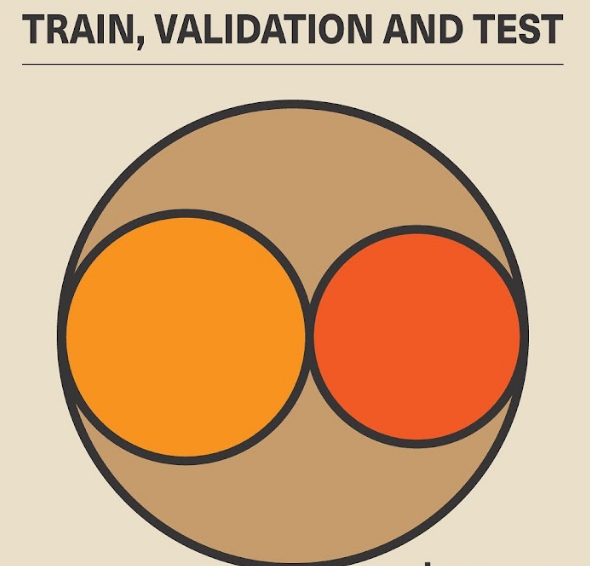 TRAIN, VALIDATION AND TEST